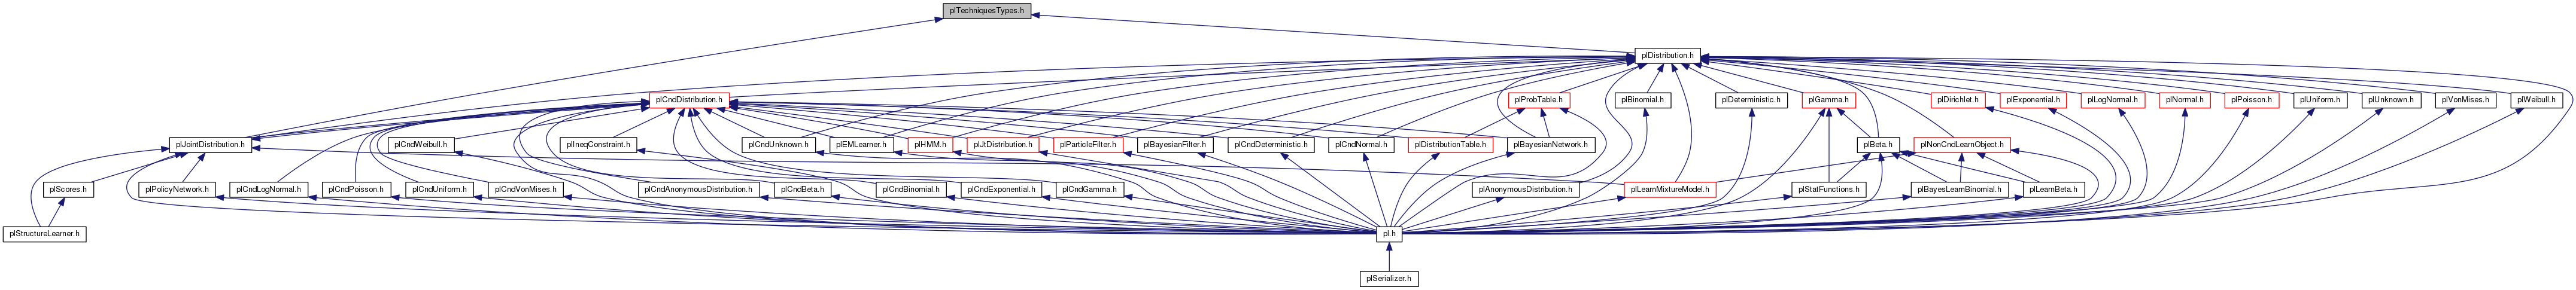 plTechniquesTypes.h
plDistribution.h
plCndDistribution.h
plProbTable.h
plBinomial.h
plDeterministic.h
plGamma.h
plDirichlet.h
plExponential.h
plLogNormal.h
plNormal.h
plPoisson.h
plUniform.h
plUnknown.h
plVonMises.h
plWeibull.h
plJointDistribution.h
plCndWeibull.h
plIneqConstraint.h
plCndUnknown.h
plEMLearner.h
plHMM.h
plJtDistribution.h
plParticleFilter.h
plBayesianFilter.h
plCndDeterministic.h
plCndNormal.h
plDistributionTable.h
plBayesianNetwork.h
plBeta.h
plNonCndLearnObject.h
plScores.h
plPolicyNetwork.h
plCndLogNormal.h
plCndPoisson.h
plCndUniform.h
plCndVonMises.h
plCndAnonymousDistribution.h
plCndBeta.h
plCndBinomial.h
plCndExponential.h
plCndGamma.h
plAnonymousDistribution.h
plLearnMixtureModel.h
plStatFunctions.h
plBayesLearnBinomial.h
plLearnBeta.h
plStructureLearner.h
pl.h
plSerializer.h